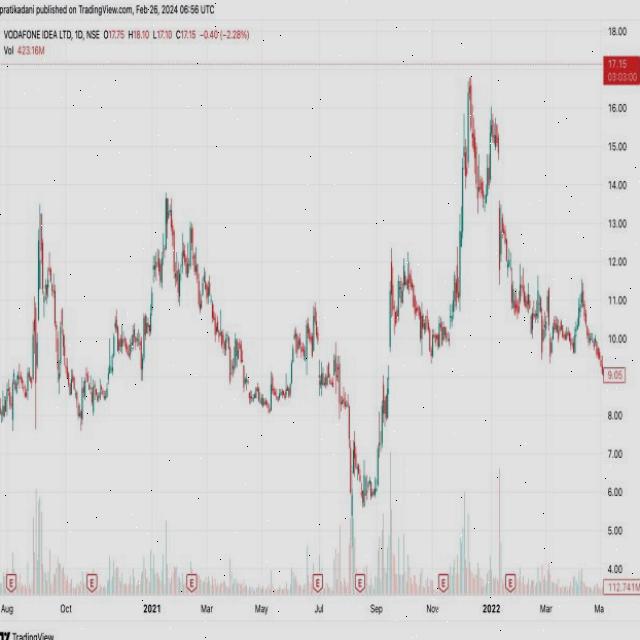 pratikadani published on TradingView.com, Feb-26, 2024 06:56 UTC
VODAFONE IDEA LTD, 1D, NSE O17.75 H18.10 L17.10 C17.15 −0.40 (−2.28%)
Vol 423.16M
18.00
17.15
03:03:00
16.00
15.00
14.00
13.00
12.00
11.00
10.00
9.05
8.00
7.00
6.00
5.00
4.00
112.741M
E E E E E E E
Aug Oct 2021 Mar May Jul Sep Nov 2022 Mar Ma
TradingView